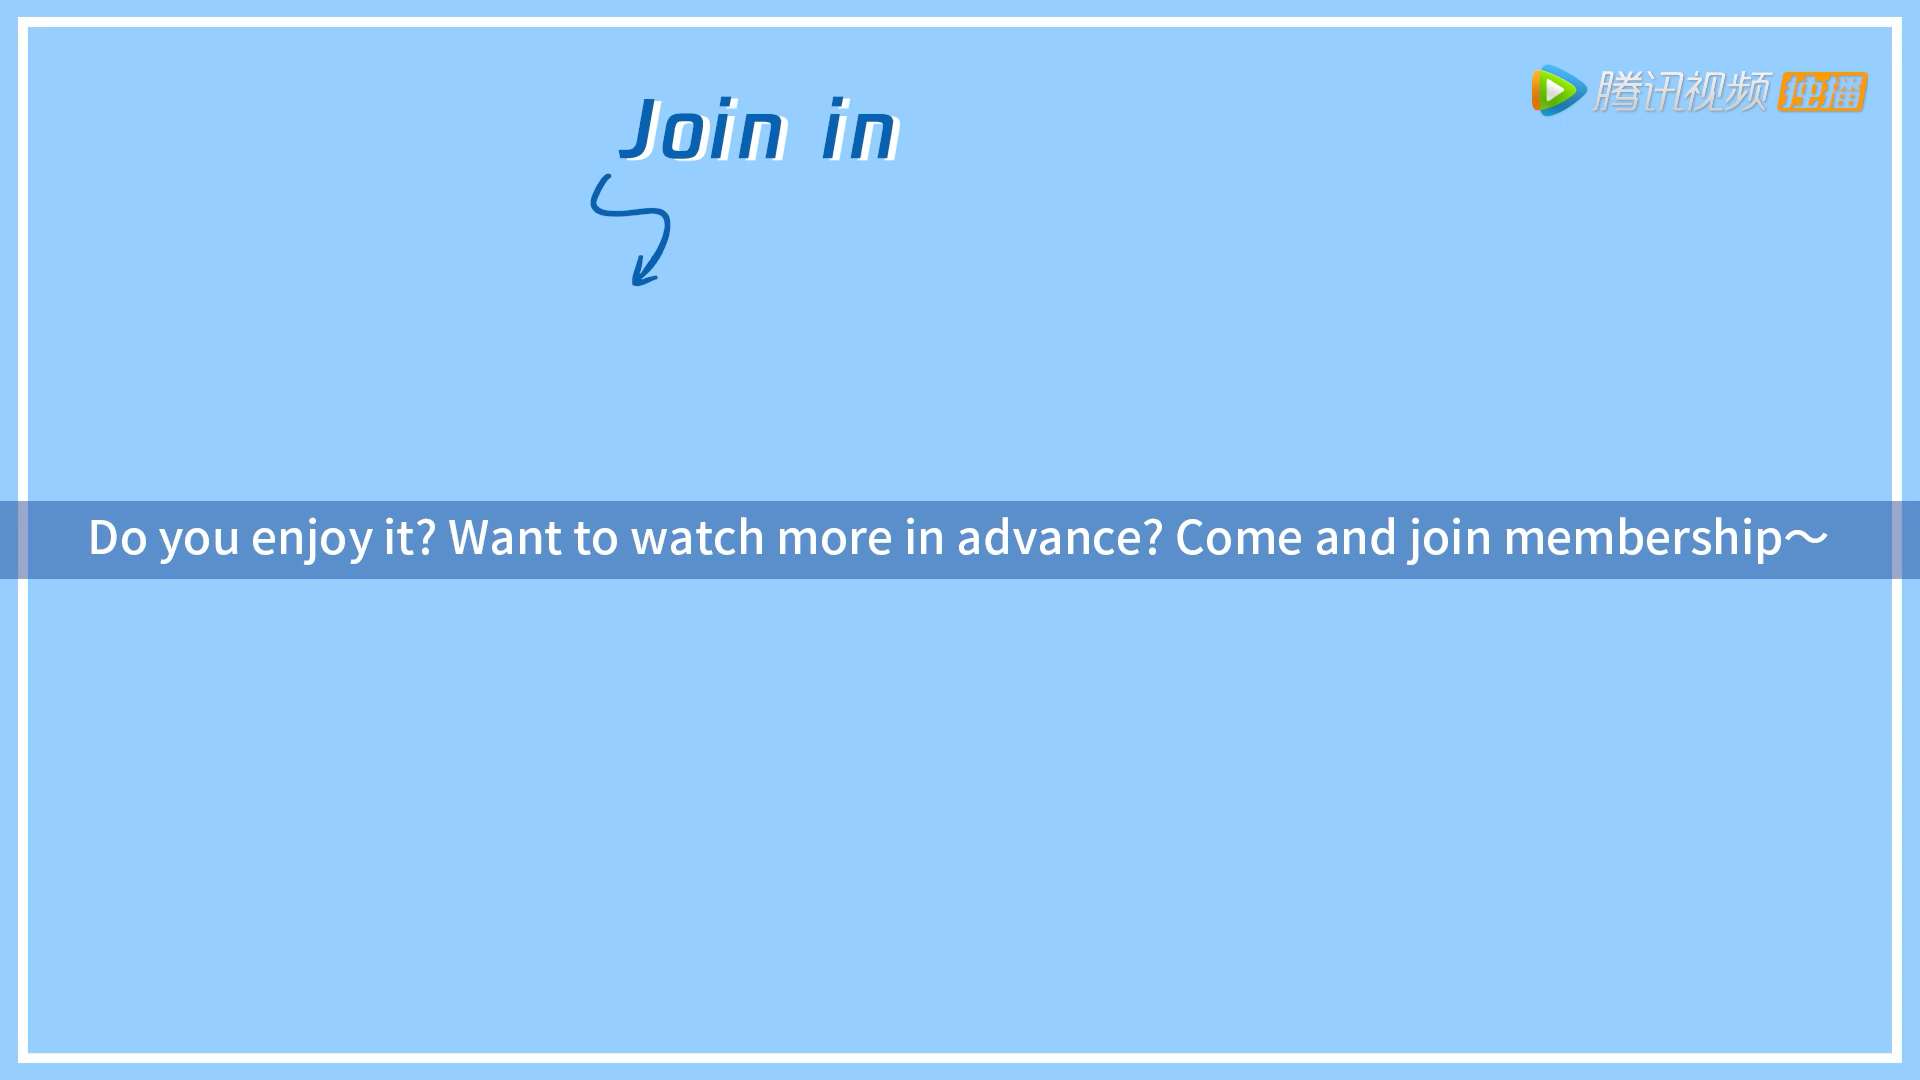 Join in
腾讯视频 独播
Do you enjoy it? Want to watch more in advance? Come and join membership～